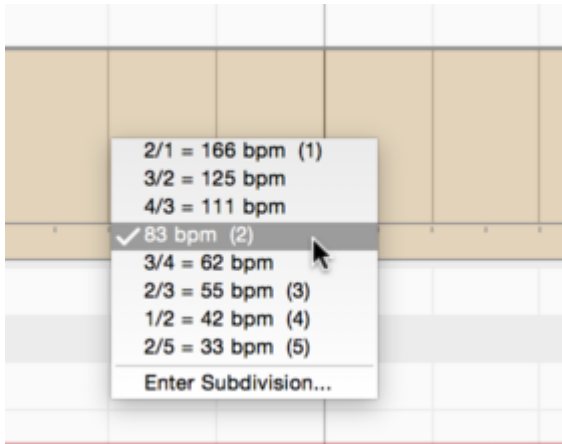 2/1 = 166 bpm (1)
3/2 = 125 bpm
4/3 = 111 bpm
83 bpm (2)
3/4 = 62 bpm
2/3 = 55 bpm (3)
1/2 = 42 bpm (4)
2/5 = 33 bpm (5)
Enter Subdivision...